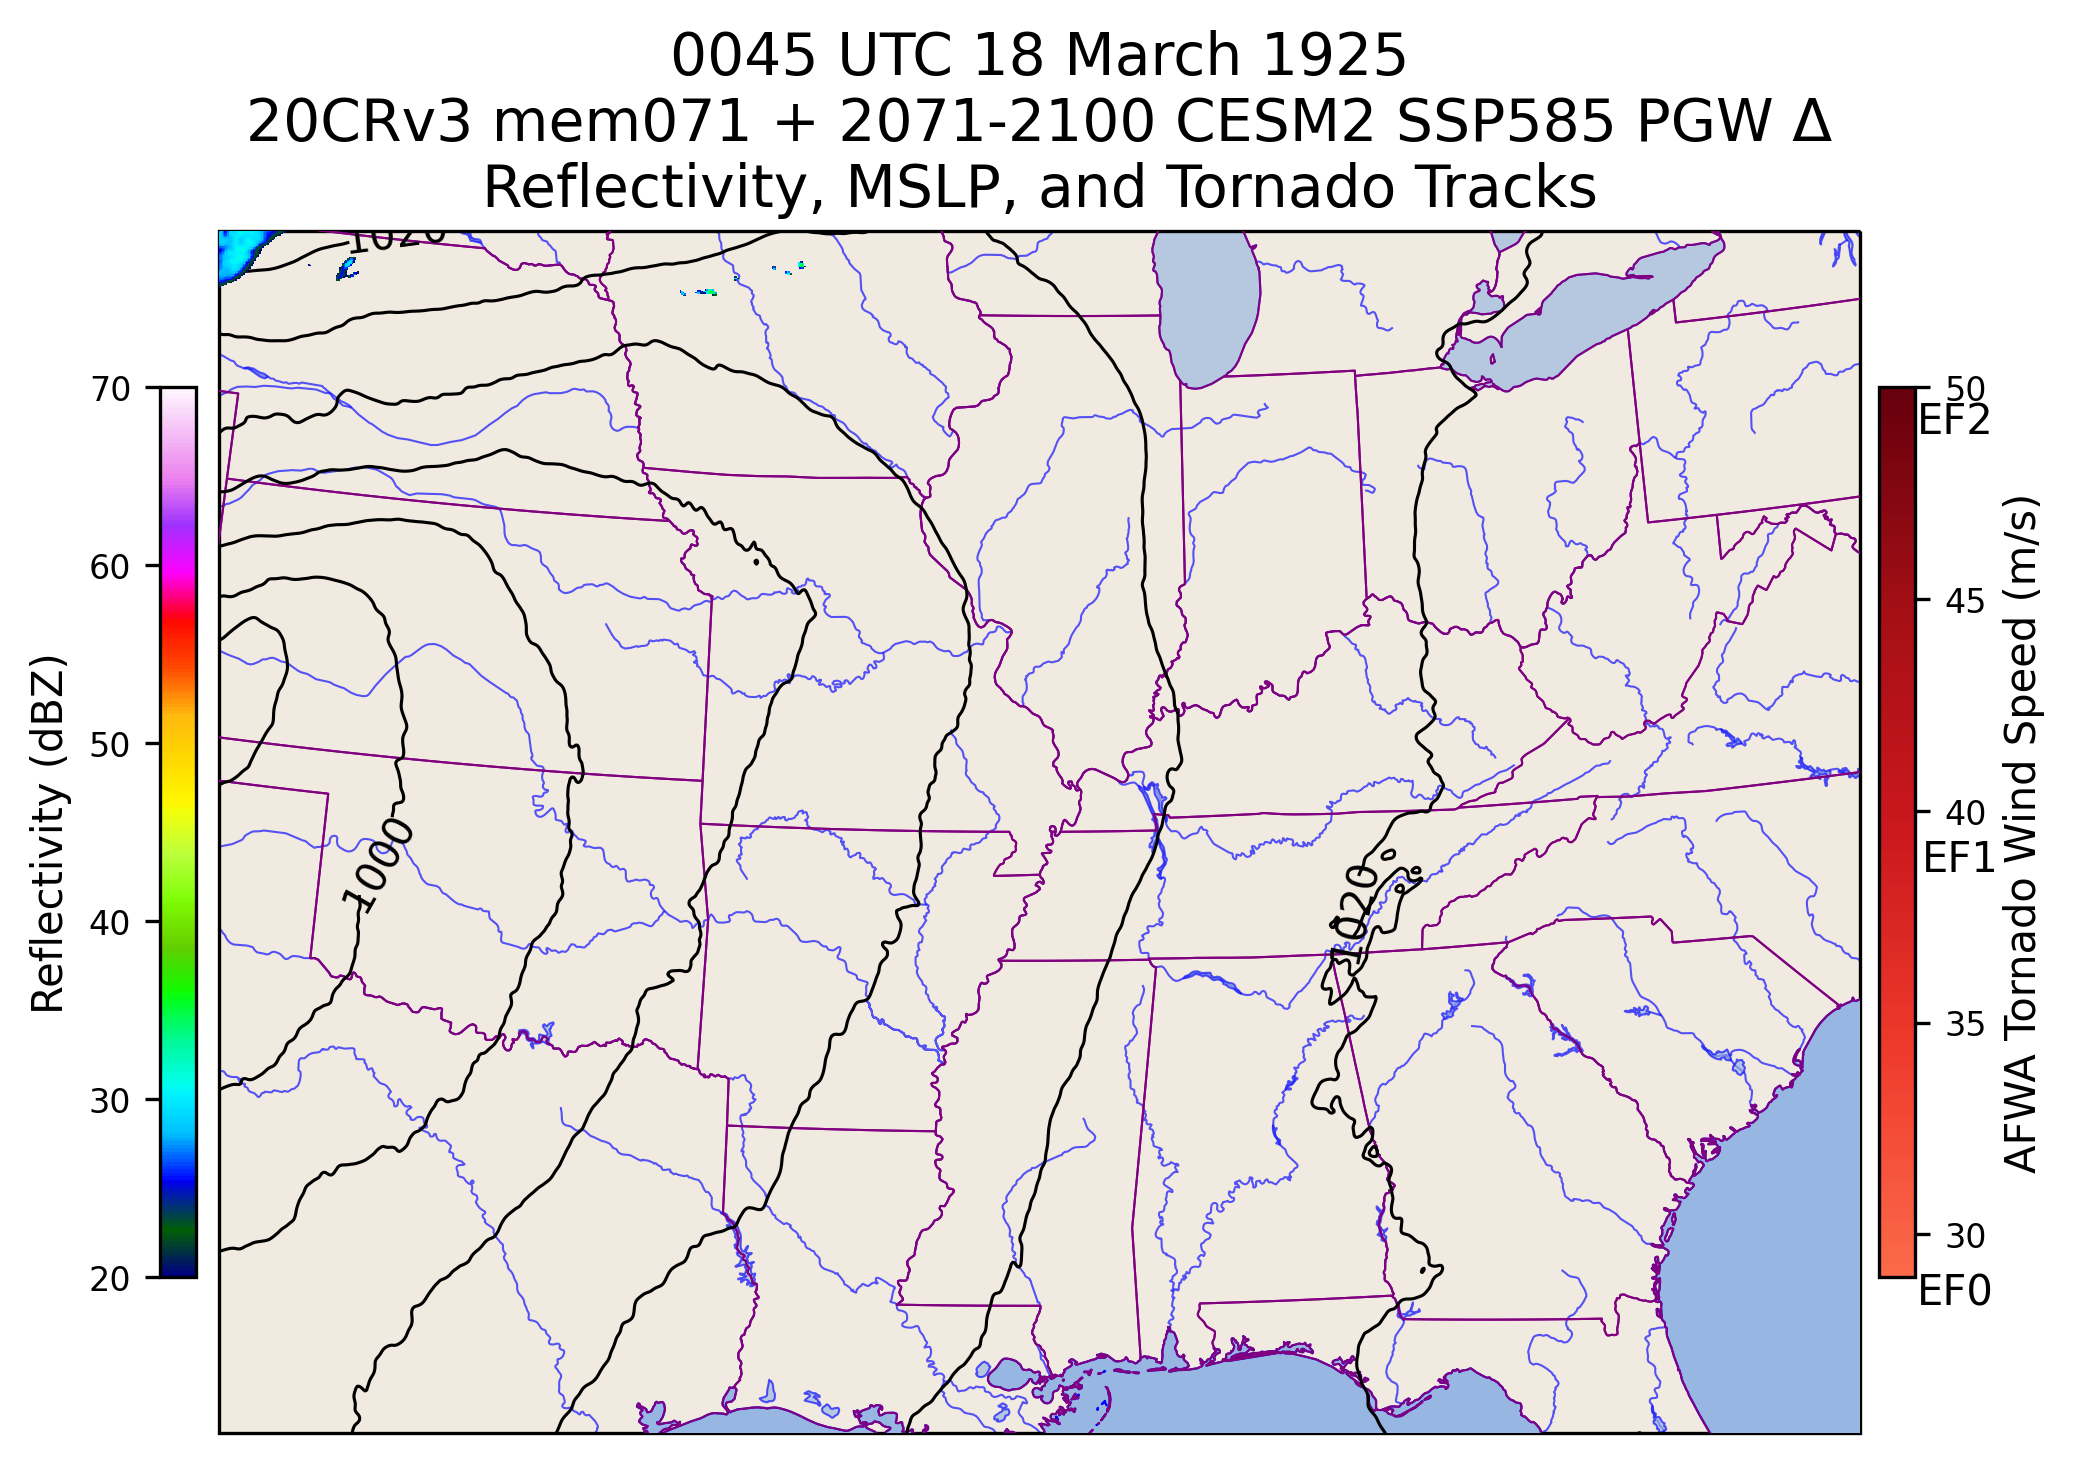 0045 UTC 18 March 1925
20CRv3 mem071 + 2071-2100 CESM2 SSP585 PGW Δ
Reflectivity, MSLP, and Tornado Tracks
1020
70
60
50
40
30
20
Reflectivity (dBZ)
1000
1020
50
EF2
45
40
EF1
35
30
EF0
AFWA Tornado Wind Speed (m/s)